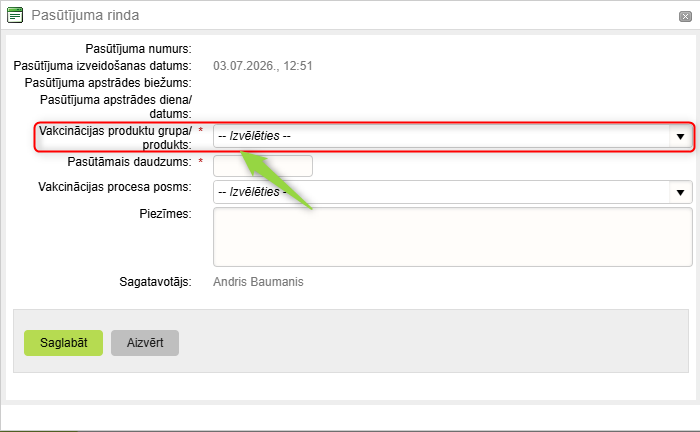 Pasūtījuma rinda
Pasūtījuma numurs:
Pasūtījuma izveidošanas datums: 03.07.2026., 12:51
Pasūtījuma apstrādes biežums:
Pasūtījuma apstrādes diena/
datums:
Vakcinācijas produktu grupa/ * -- Izvēlēties --
produkts:
Pasūtāmais daudzums: *
Vakcinācijas procesa posms: -- Izvēlēties -
Piezīmes:
Sagatavotājs: Andris Baumanis
Saglabāt Aizvērt